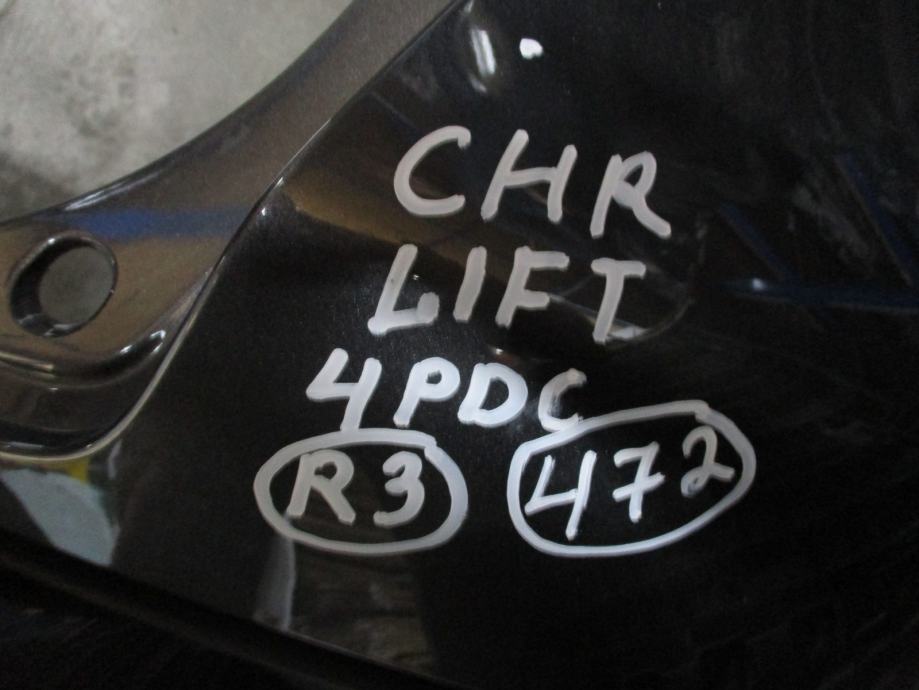 CHR
LIFT
4PDC
R3 472